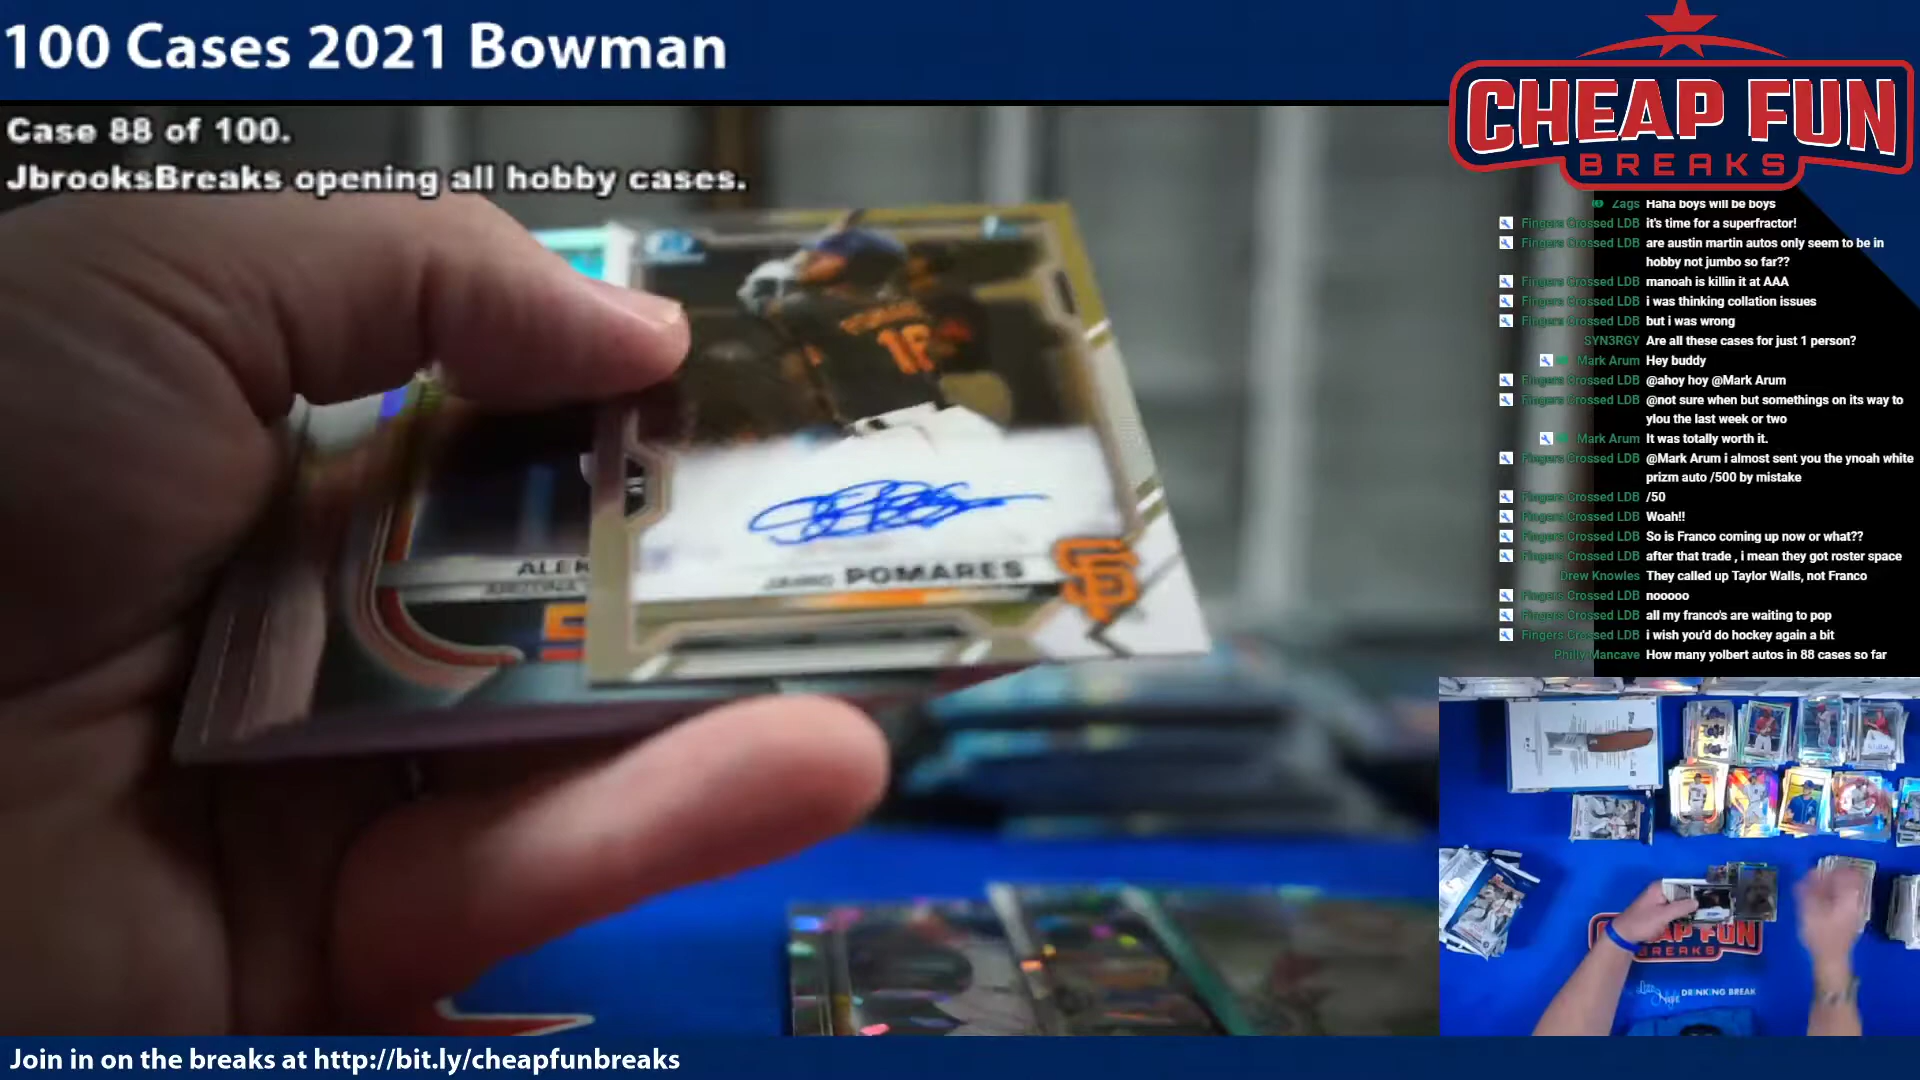 100 Cases 2021 Bowman
CHEAP FUN
BREAKS
Case 88 of 100.
JbrooksBreaks opening all hobby cases.
Zags Haha boys will be boys
Fingers Crossed LDB it's time for a superfractor!
Fingers Crossed LDB are austin martin autos only seem to be in
hobby not jumbo so far??
Fingers Crossed LDB manoah is killin it at AAA
Fingers Crossed LDB i was thinking collation issues
Fingers Crossed LDB but i was wrong
SYN3RGY Are all these cases for just 1 person?
Mark Arum Hey buddy
Fingers Crossed LDB @ahoy hoy @Mark Arum
Fingers Crossed LDB @not sure when but somethings on its way to
ylou the last week or two
Mark Arum It was totally worth it.
Fingers Crossed LDB @Mark Arum i almost sent you the ynoah white
prizm auto /500 by mistake
Fingers Crossed LDB /50
Fingers Crossed LDB Woah!!
Fingers Crossed LDB So is Franco coming up now or what??
Fingers Crossed LDB after that trade , i mean they got roster space
Drew Knowles They called up Taylor Walls, not Franco
Fingers Crossed LDB nooooo
Fingers Crossed LDB all my franco's are waiting to pop
Fingers Crossed LDB i wish you'd do hockey again a bit
Philly Mancave How many yolbert autos in 88 cases so far
16
POMARES
SF
ALEK
CHEAP FUN
BREAKS
DRINKING BREAK
Join in on the breaks at http://bit.ly/cheapfunbreaks